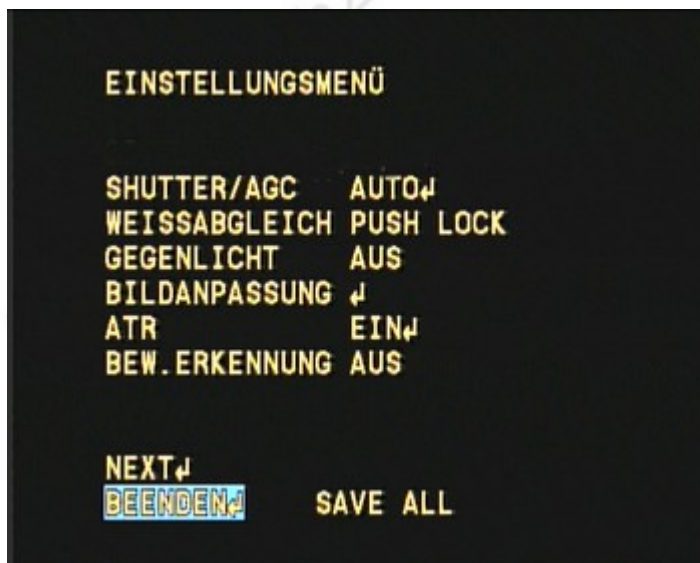 EINSTELLUNGSMENÜ
SHUTTER/AGC AUTO↵
WEISSABGLEICH PUSH LOCK
GEGENLICHT AUS
BILDANPASSUNG ↵
ATR EIN↵
BEW.ERKENNUNG AUS
NEXT↵
BEENDEN↵ SAVE ALL